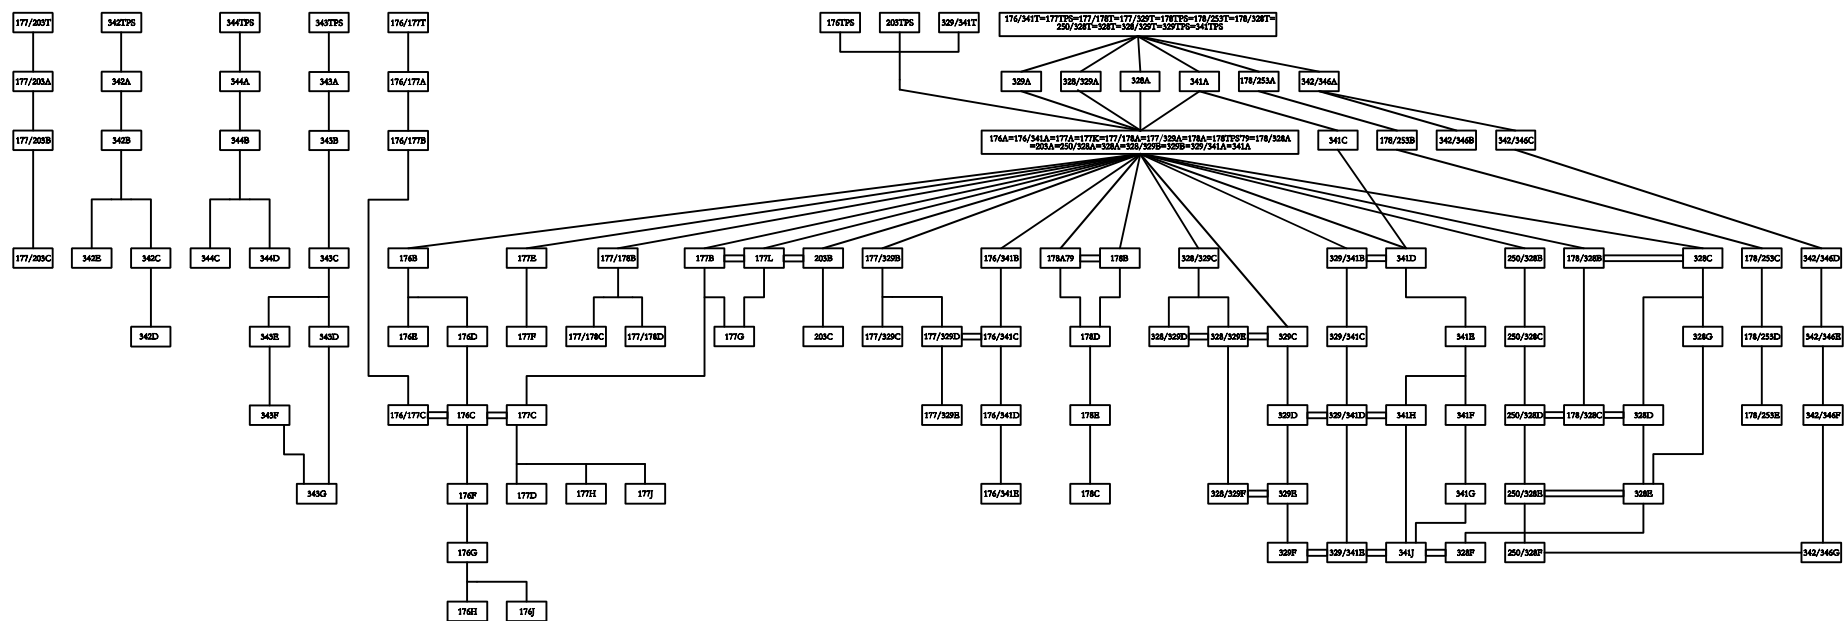 177/203T
342TPS
344TPS
343TPS
176/177T
176TPS
203TPS
329/341T
176/341T=177TPS=177/178T=177/329T=178TPS=178/253T=178/328T=
250/328T=328T=328/329T=329TPS=341TPS
177/203A
342A
344A
343A
176/177A
329A
328/329A
328A
341A
178/253A
342/346A
177/203B
342B
344B
343B
176/177B
176A=176/341A=177A=177K=177/178A=177/329A=178A=178TPS'79=178/328A
=203A=250/328A=328A=328/329B=329B=329/341A=341A
341C
178/253B
342/346B
342/346C
177/203C
342E
342C
344C
344D
343C
176B
177E
177/178B
177B
177L
203B
177/329B
176/341B
178A79
178B
328/329C
329/341B
341D
250/328B
178/328B
328C
178/253C
342/346D
342D
343E
343D
176E
176D
177F
177/178C
177/178D
177G
203C
177/329C
177/329D
176/341C
178D
328/329D
328/329E
329C
329/341C
341E
250/328C
328G
178/253D
342/346E
343F
176/177C
176C
177C
177/329E
176/341D
178E
329D
329/341D
341H
341F
250/328D
178/328C
328D
178/253E
342/346F
343G
176F
177D
177H
177J
176/341E
178C
328/329F
329E
341G
250/328E
328E
176G
329F
329/341E
341J
328F
250/328F
342/346G
176H
176J